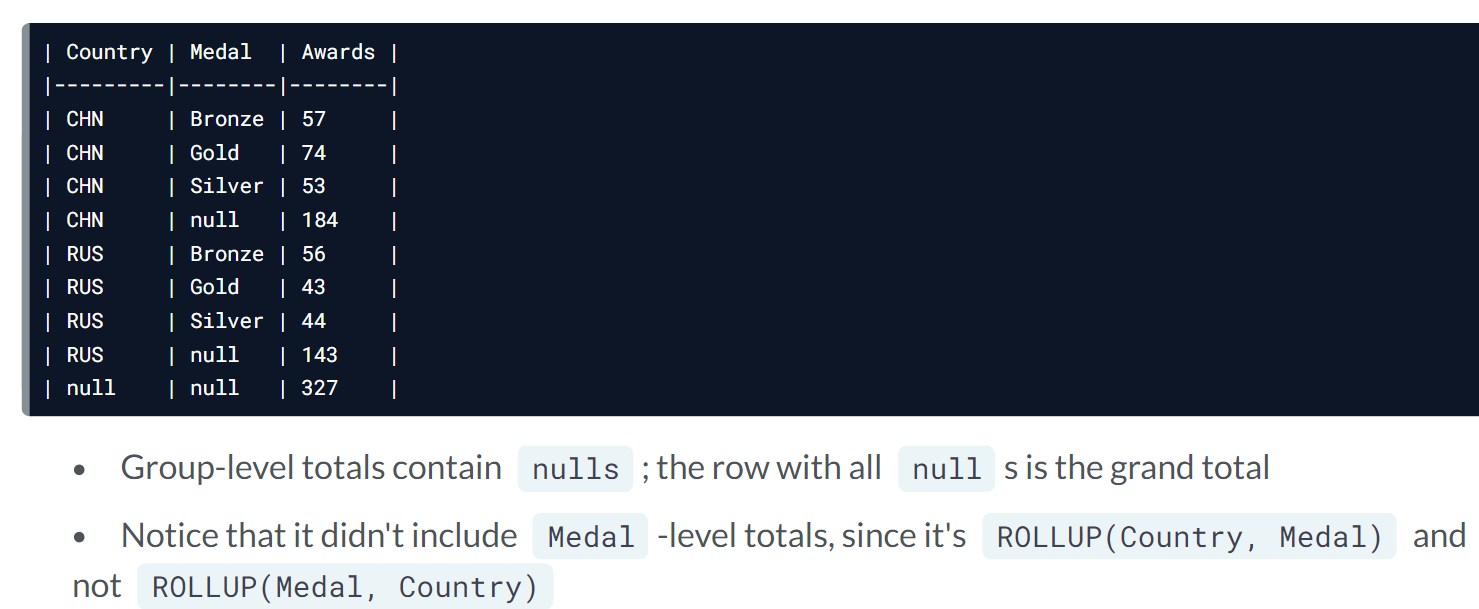 | Country | Medal  | Awards |
|---------|--------|--------|
| CHN     | Bronze | 57     |
| CHN     | Gold   | 74     |
| CHN     | Silver | 53     |
| CHN     | null   | 184    |
| RUS     | Bronze | 56     |
| RUS     | Gold   | 43     |
| RUS     | Silver | 44     |
| RUS     | null   | 143    |
| null    | null   | 327    |
• Group-level totals contain nulls ; the row with all null s is the grand total
• Notice that it didn't include Medal -level totals, since it's ROLLUP(Country, Medal) and
not ROLLUP(Medal, Country)